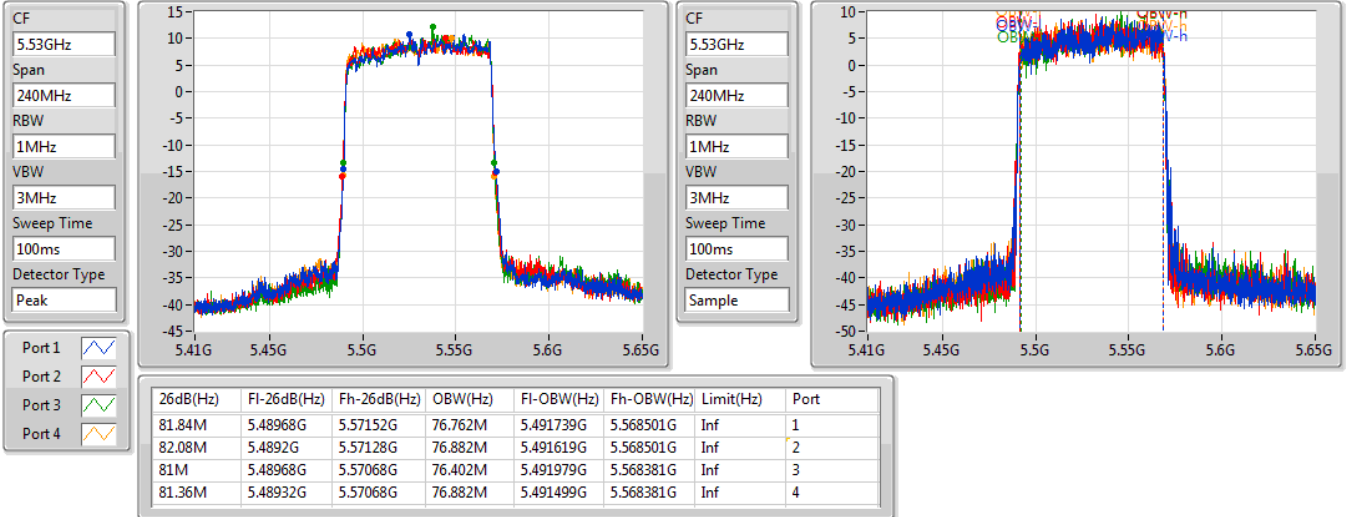 CF
5.53GHz
Span
240MHz
RBW
1MHz
VBW
3MHz
Sweep Time
100ms
Detector Type
Peak
15
10
5
0
-5
-10
-15
-20
-25
-30
-35
-40
-45
5.41G 5.45G 5.5G 5.55G 5.6G 5.65G
CF
5.53GHz
Span
240MHz
RBW
1MHz
VBW
3MHz
Sweep Time
100ms
Detector Type
Sample
10
5
0
-5
-10
-15
-20
-25
-30
-35
-40
-45
-50
OBW-h
5.41G 5.45G 5.5G 5.55G 5.6G 5.65G
Port 1
Port 2
Port 3
Port 4
26dB(Hz) Fl-26dB(Hz) Fh-26dB(Hz) OBW(Hz) Fl-OBW(Hz) Fh-OBW(Hz) Limit(Hz) Port
81.84M 5.48968G 5.57152G 76.762M 5.491739G 5.568501G Inf 1
82.08M 5.4892G 5.57128G 76.882M 5.491619G 5.568501G Inf 2
81M 5.48968G 5.57068G 76.402M 5.491979G 5.568381G Inf 3
81.36M 5.48932G 5.57068G 76.882M 5.491499G 5.568381G Inf 4